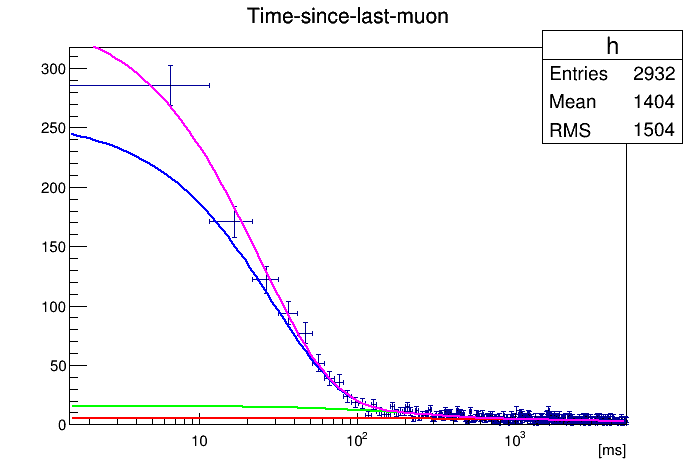 Time-since-last-muon
h
Entries 2932
Mean 1404
RMS 1504
300
250
200
150
100
50
0
10 10² 10³
[ms]